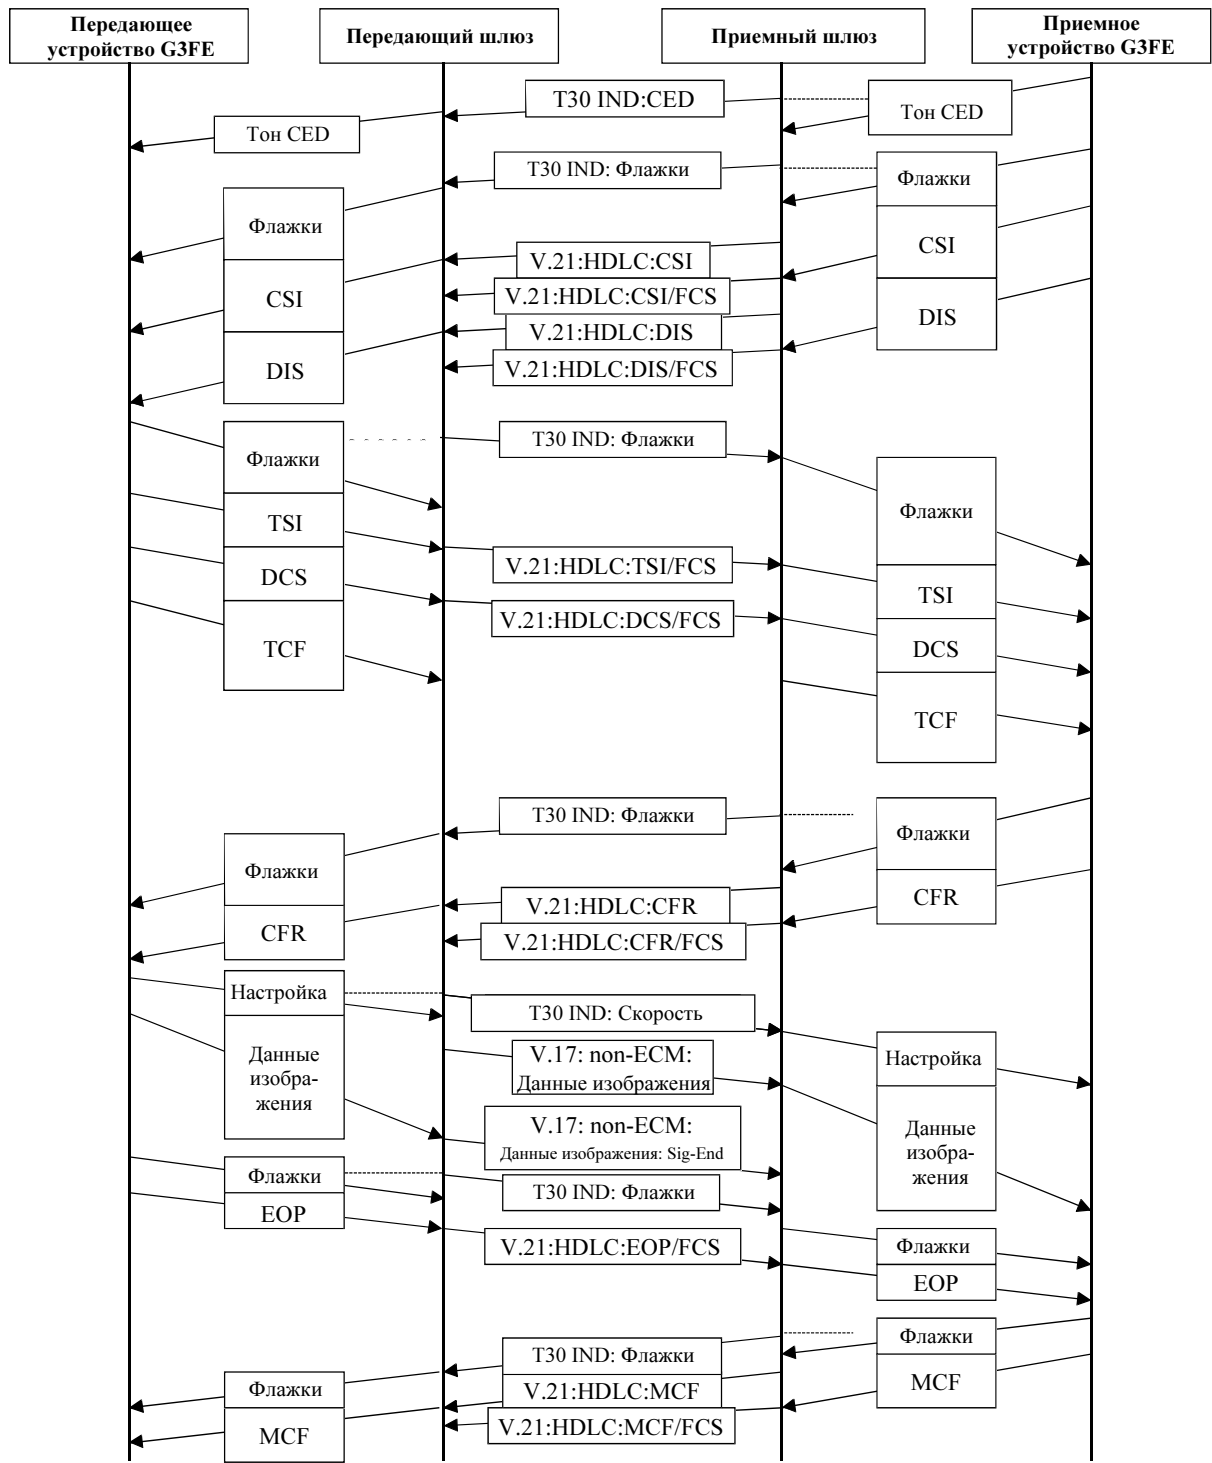 Передающее
устройство G3FE
Передающий шлюз
Приемный шлюз
Приемное
устройство G3FE
T30 IND:CED
Тон CED
Тон CED
T30 IND: Флажки
Флажки
Флажки
CSI
V.21:HDLC:CSI
CSI
V.21:HDLC:CSI/FCS
DIS
V.21:HDLC:DIS
DIS
V.21:HDLC:DIS/FCS
T30 IND: Флажки
Флажки
Флажки
TSI
V.21:HDLC:TSI/FCS
DCS
TSI
V.21:HDLC:DCS/FCS
TCF
DCS
TCF
T30 IND: Флажки
Флажки
Флажки
CFR
V.21:HDLC:CFR
CFR
V.21:HDLC:CFR/FCS
Настройка
T30 IND: Скорость
Данные
изобра-
жения
V.17: non-ECM:
Данные изображения
Настройка
V.17: non-ECM:
Данные изображения: Sig-End
Данные
изобра-
жения
Флажки
T30 IND: Флажки
EOP
V.21:HDLC:EOP/FCS
Флажки
EOP
Флажки
T30 IND: Флажки
MCF
Флажки
V.21:HDLC:MCF
V.21:HDLC:MCF/FCS
MCF